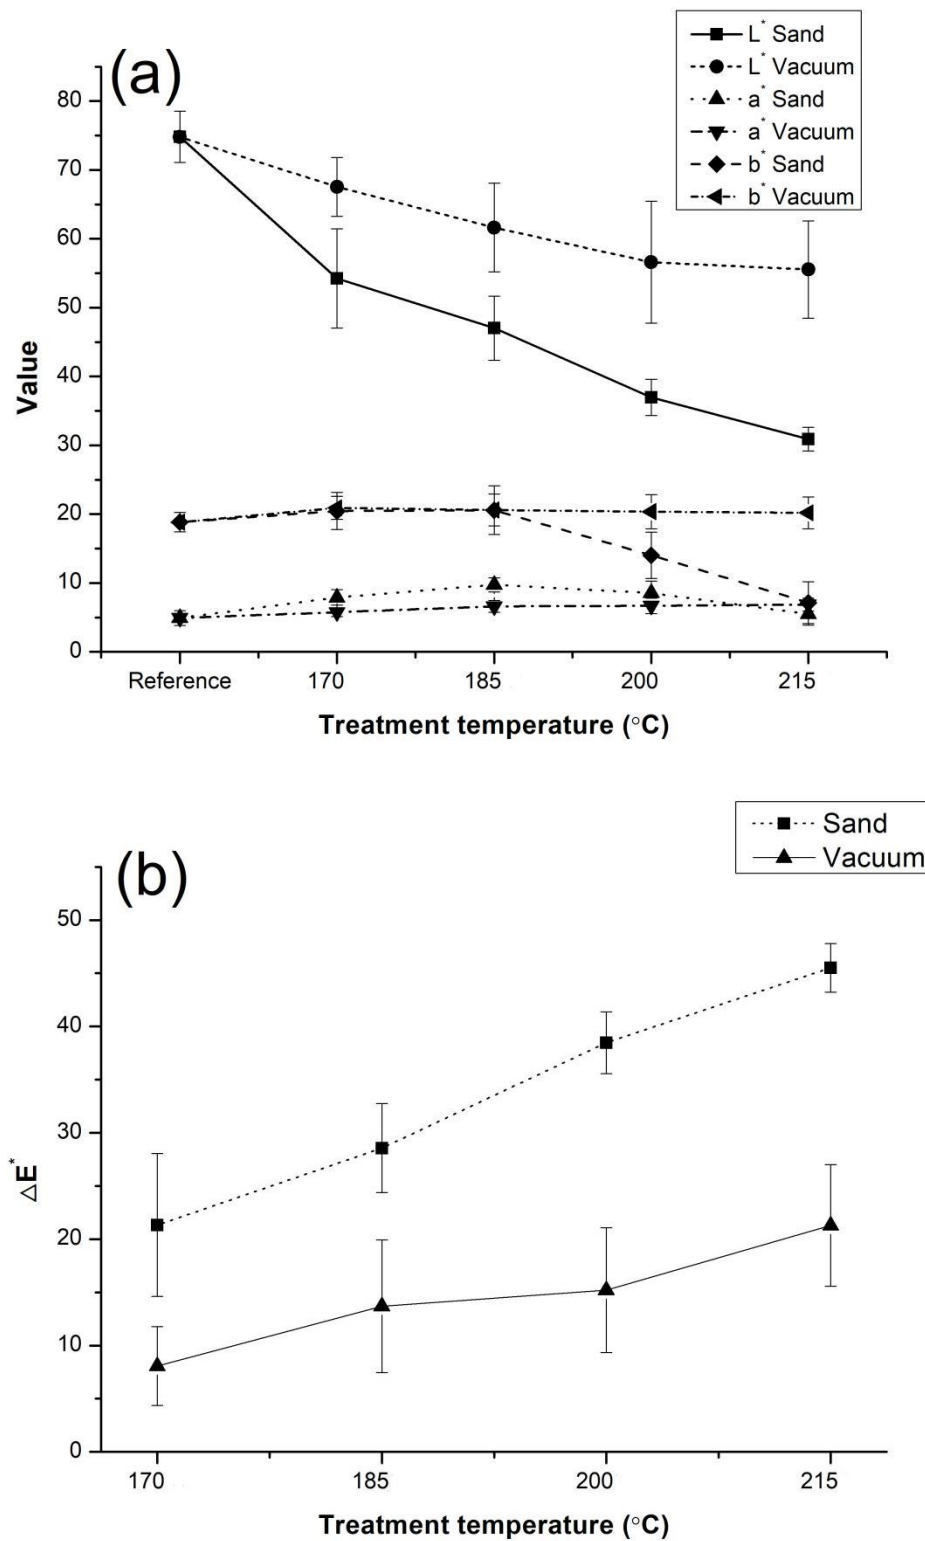 L* Sand
L* Vacuum
a* Sand
a* Vacuum
b* Sand
b* Vacuum
(a)
80
70
60
50
40
30
20
10
0
Value
Reference 170 185 200 215
Treatment temperature (°C)
Sand
Vacuum
(b)
50
40
30
20
10
0
△E*
170 185 200 215
Treatment temperature (°C)